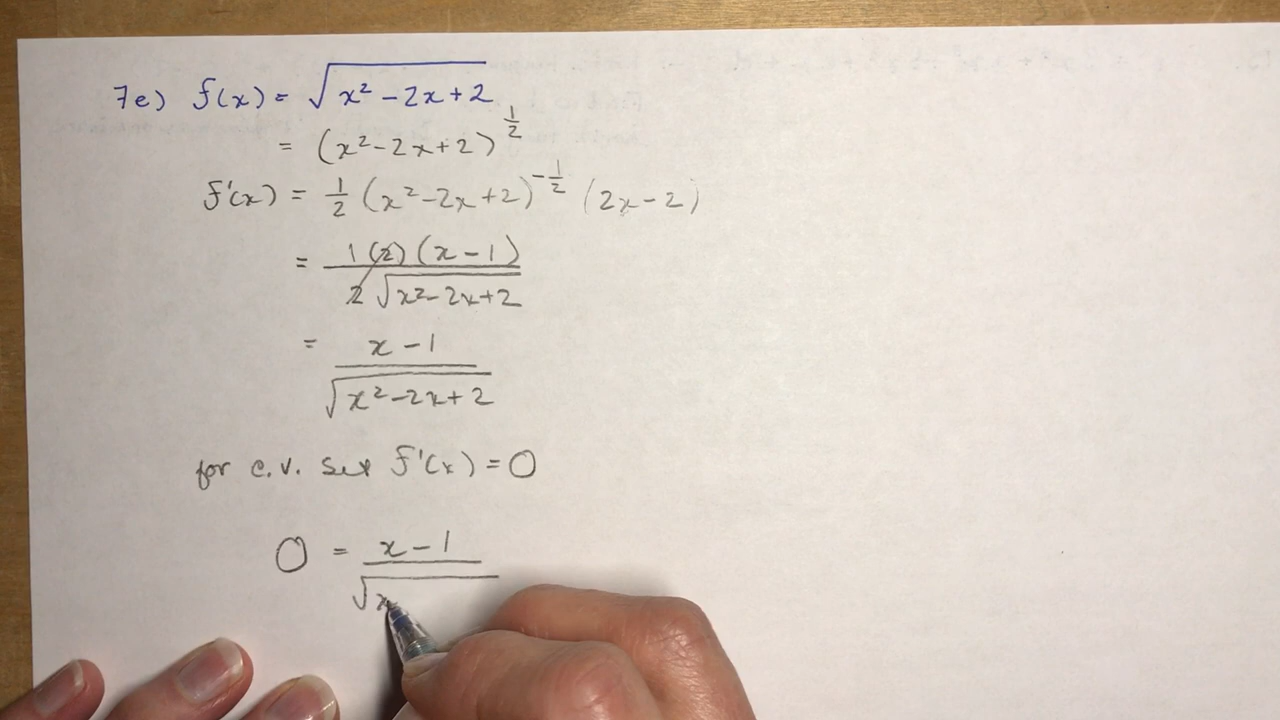 7e) f(x) = √(x² - 2x + 2)
= (x² - 2x + 2)^(1/2)
f'(x) = 1/2 (x² - 2x + 2)^(-1/2) (2x - 2)
= 1(2)(x - 1) / 2√(x² - 2x + 2)
= x - 1 / √(x² - 2x + 2)
for c.v. set f'(x) = 0
0 = x - 1 / √x